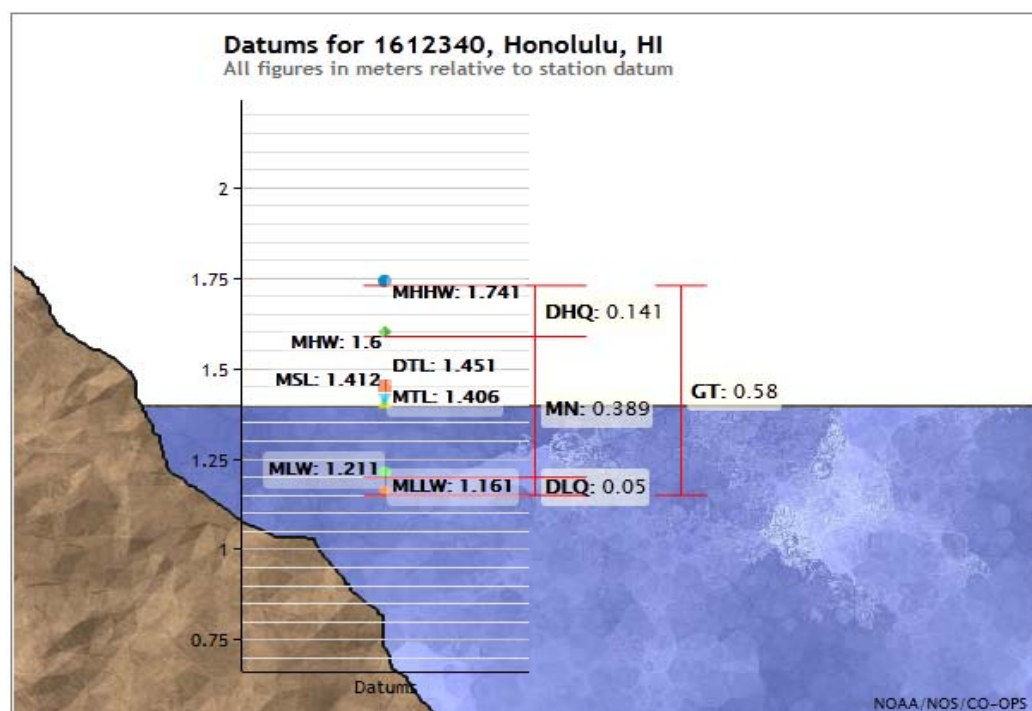 Datums for 1612340, Honolulu, HI
All figures in meters relative to station datum
2
1.75
MHHW: 1.741
DHQ: 0.141
MHW: 1.6
1.5
DTL: 1.451
MSL: 1.412
MTL: 1.406
GT: 0.58
MN: 0.389
1.25
MLW: 1.211
MLLW: 1.161
DLQ: 0.05
1
0.75
Datums
NOAA/NOS/CO-OPS